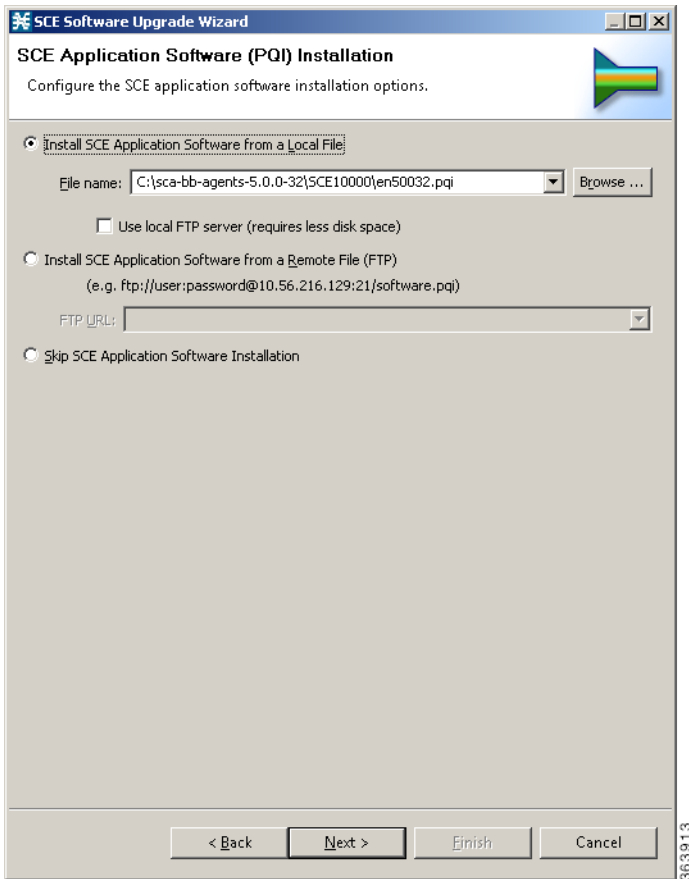 SCE Software Upgrade Wizard
SCE Application Software (PQI) Installation
Configure the SCE application software installation options.
Install SCE Application Software from a Local File
File name: C:\sca-bb-agents-5.0.0-32\SCE10000\en50032.pqi Browse ...
Use local FTP server (requires less disk space)
Install SCE Application Software from a Remote File (FTP)
(e.g. ftp://user:password@10.56.216.129:21/software.pqi)
FTP URL:
Skip SCE Application Software Installation
< Back Next > Finish Cancel
363913